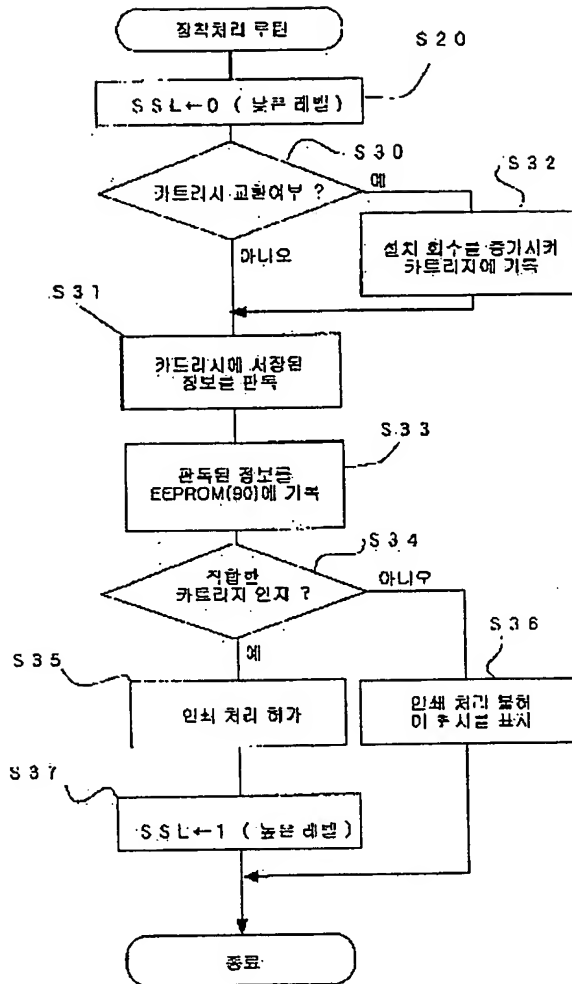 장착처리 루틴
S20
SSL←0 ( 낮은 레벨)
S30
카트리지 교환여부 ?
예
S32
설치 회수를 증가시켜
카트리지에 기록
아니오
S31
카트리지에 저장된
정보를 판독
S33
판독된 정보를
EEPROM(90)에 기록
S34
적합한
카트리지 인지 ?
아니오
S35
예
S36
인쇄 처리 허가
인쇄 처리 불허
표시
S37
SSL←1 ( 높은 레벨)
종료